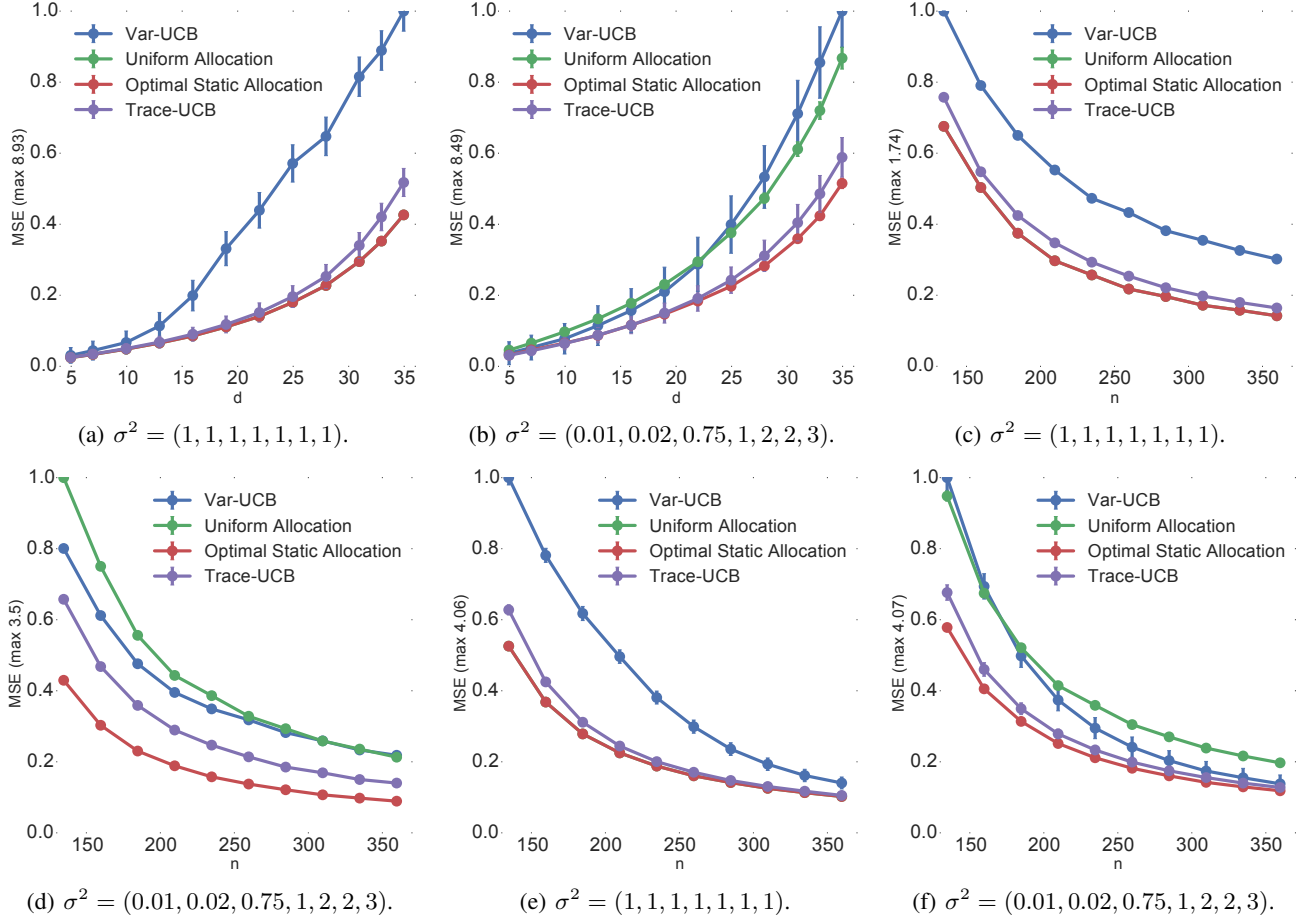 1.0
0.8
0.6
0.4
0.2
0.0
MSE (max 8.93)
Var-UCB
Uniform Allocation
Optimal Static Allocation
Trace-UCB
5 10 15 20 25 30 35
d
(a) σ² = (1, 1, 1, 1, 1, 1, 1).
1.0
0.8
0.6
0.4
0.2
0.0
MSE (max 8.49)
Var-UCB
Uniform Allocation
Optimal Static Allocation
Trace-UCB
5 10 15 20 25 30 35
d
(b) σ² = (0.01, 0.02, 0.75, 1, 2, 2, 3).
1.0
0.8
0.6
0.4
0.2
0.0
MSE (max 1.74)
Var-UCB
Uniform Allocation
Optimal Static Allocation
Trace-UCB
150 200 250 300 350
n
(c) σ² = (1, 1, 1, 1, 1, 1, 1).
1.0
0.8
0.6
0.4
0.2
0.0
MSE (max 3.5)
Var-UCB
Uniform Allocation
Optimal Static Allocation
Trace-UCB
150 200 250 300 350
n
(d) σ² = (0.01, 0.02, 0.75, 1, 2, 2, 3).
1.0
0.8
0.6
0.4
0.2
0.0
MSE (max 4.06)
Var-UCB
Uniform Allocation
Optimal Static Allocation
Trace-UCB
150 200 250 300 350
n
(e) σ² = (1, 1, 1, 1, 1, 1, 1).
1.0
0.8
0.6
0.4
0.2
0.0
MSE (max 4.07)
Var-UCB
Uniform Allocation
Optimal Static Allocation
Trace-UCB
150 200 250 300 350
n
(f) σ² = (0.01, 0.02, 0.75, 1, 2, 2, 3).